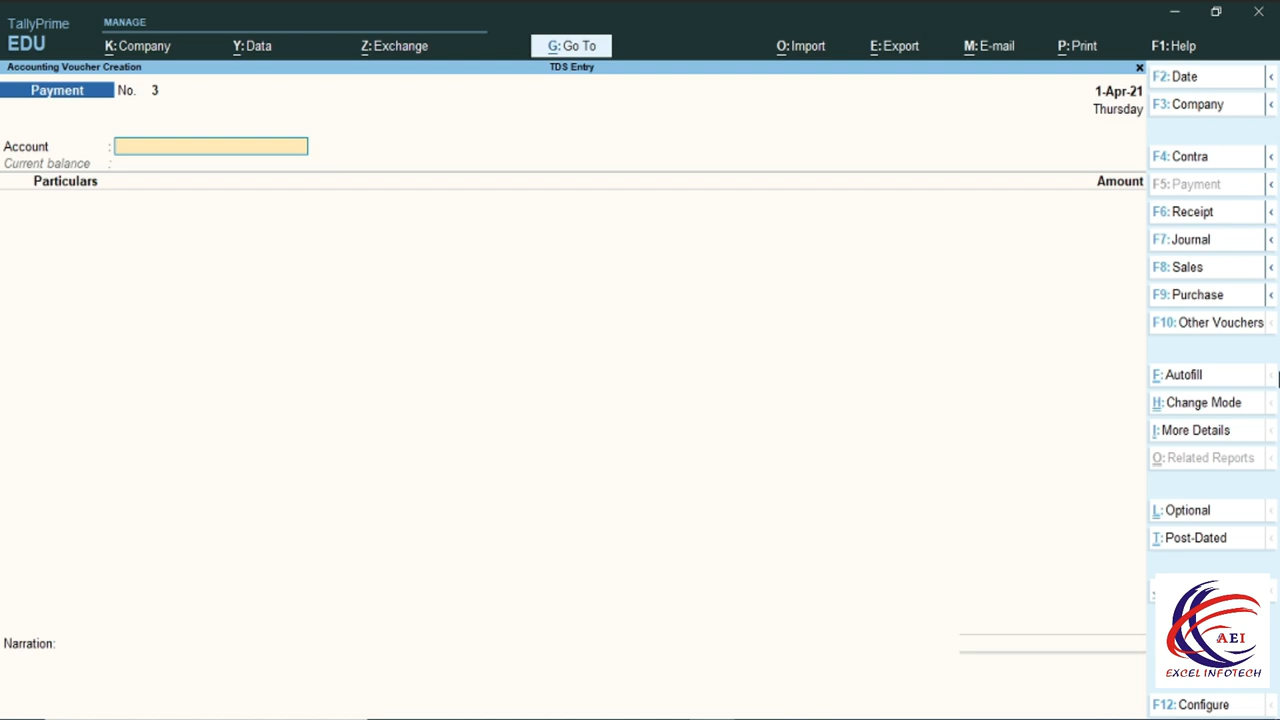 TallyPrime
EDU
MANAGE
K: Company
Y: Data
Z: Exchange
G: Go To
O: Import
E: Export
M: E-mail
P: Print
F1: Help
Accounting Voucher Creation
TDS Entry
Payment No. 3
1-Apr-21
Thursday
Account :
Current balance :
Particulars
Amount
Narration:
F2: Date
F3: Company
F4: Contra
F5: Payment
F6: Receipt
F7: Journal
F8: Sales
F9: Purchase
F10: Other Vouchers
F: Autofill
H: Change Mode
I: More Details
O: Related Reports
L: Optional
T: Post-Dated
AEI
EXCEL INFOTECH
F12: Configure